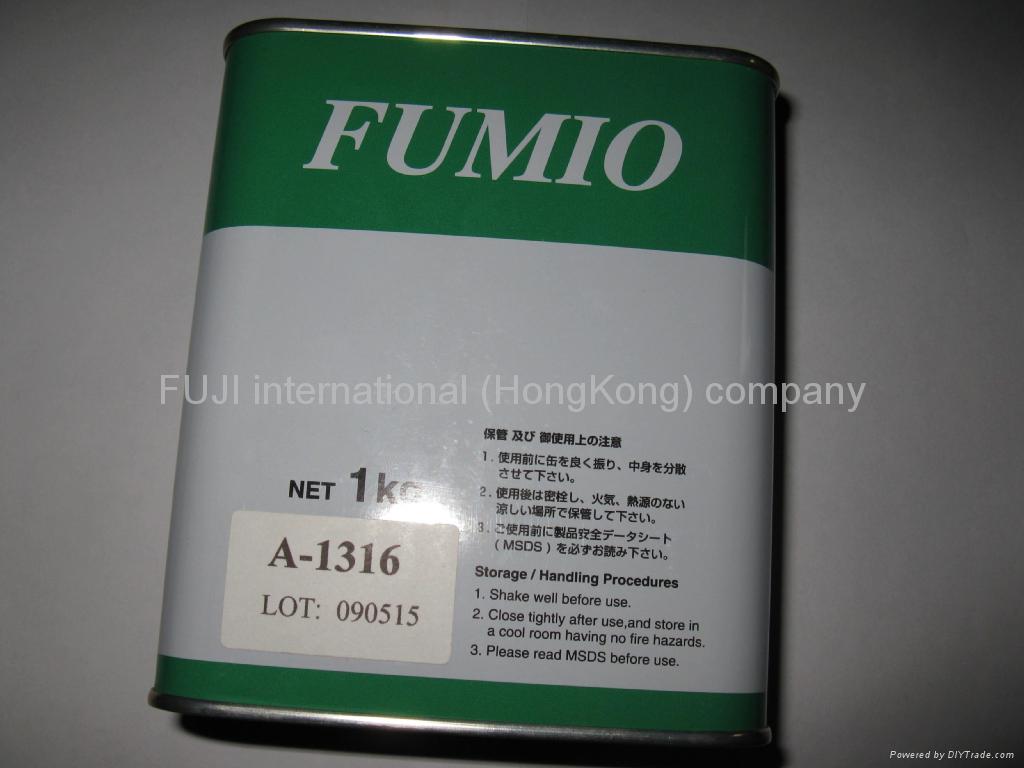 FUMIO
FUJI international (HongKong) company
保管 及び 御使用上の注意
1. 使用前に缶を良く振り、中身を分散
させて下さい。
2. 使用後は密栓し、火気、熱源のない
涼しい場所で保管して下さい。
3. ご使用前に製品安全データシート
( MSDS ) を必ずお読み下さい。
NET 1kg
A-1316
LOT: 090515
Storage / Handling Procedures
1. Shake well before use.
2. Close tightly after use,and store in
a cool room having no fire hazards.
3. Please read MSDS before use.
Powered by DIYTrade.com